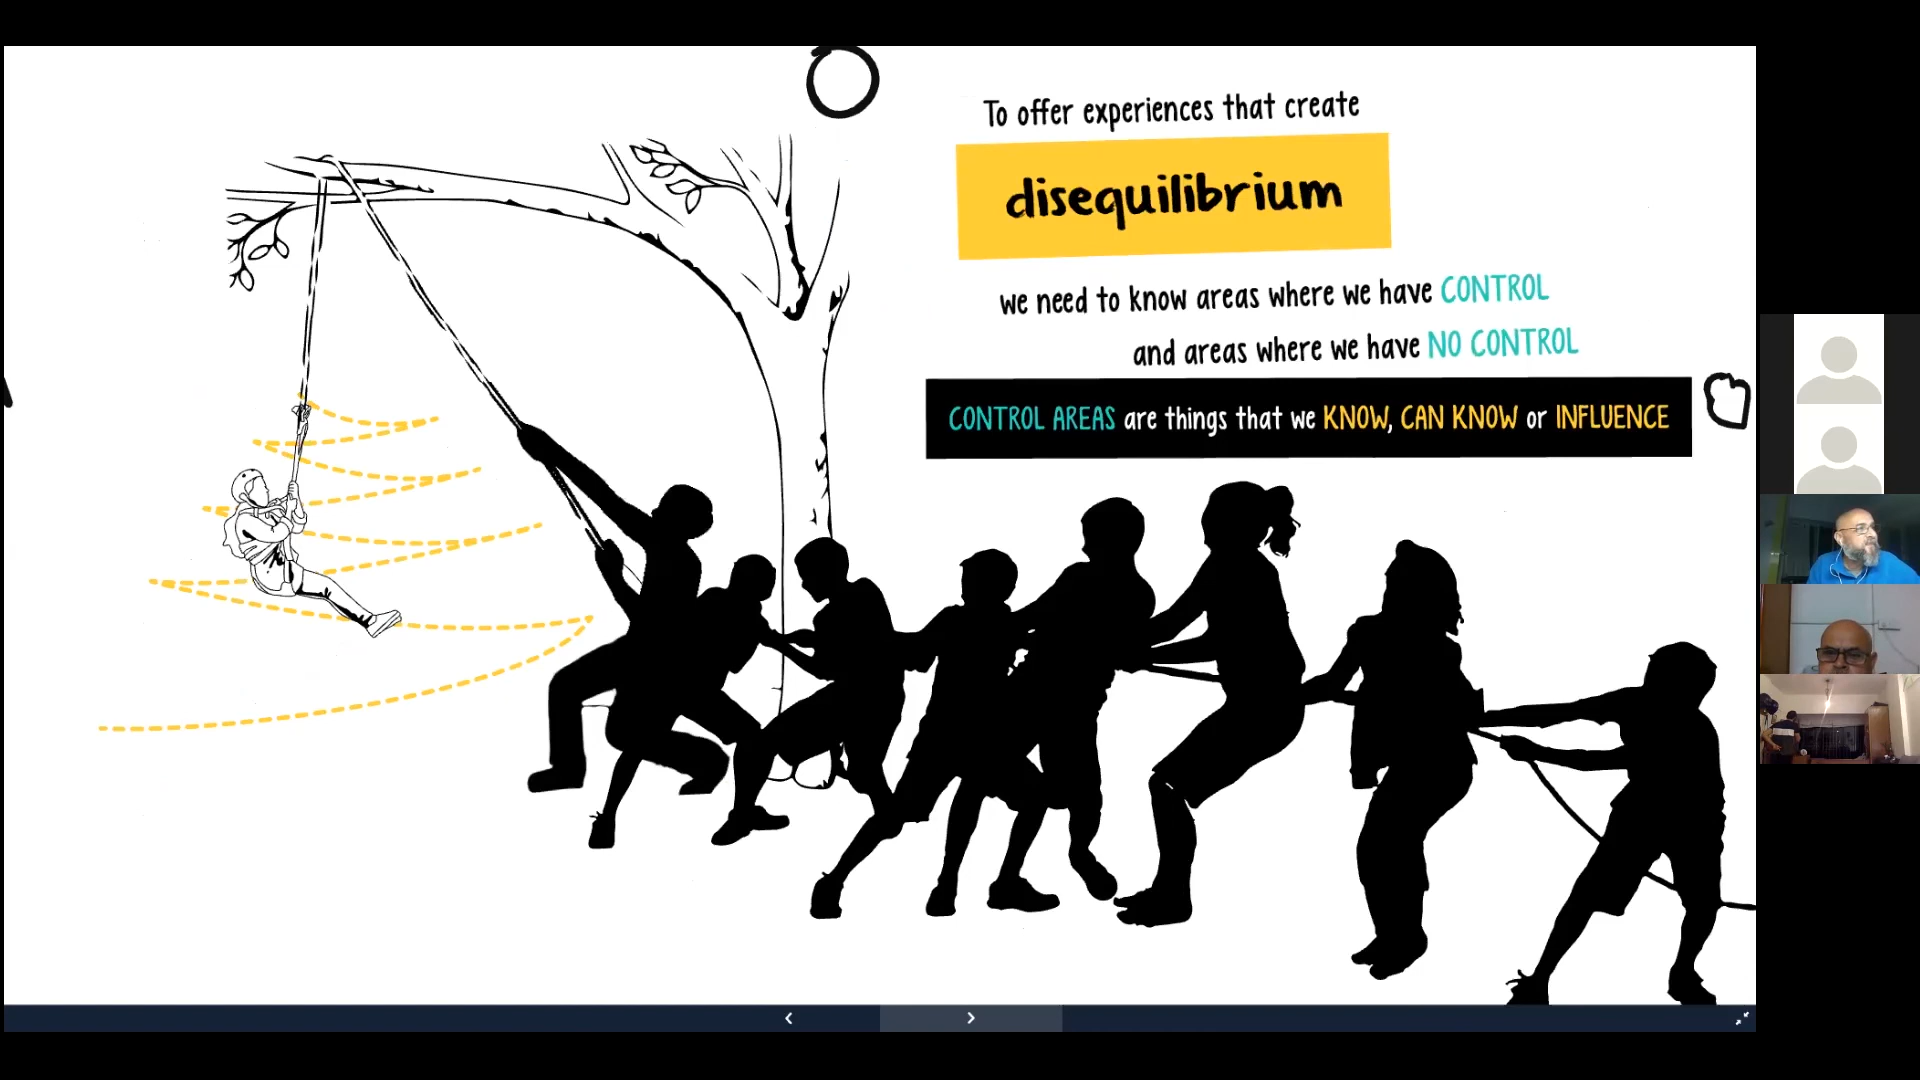 To offer experiences that create
disequilibrium
we need to know areas where we have CONTROL
and areas where we have NO CONTROL
CONTROL AREAS are things that we KNOW, CAN KNOW or INFLUENCE